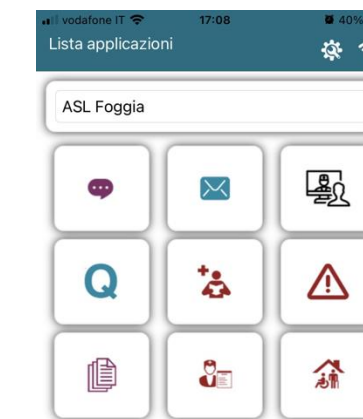 vodafone IT 17:08 40%
Lista applicazioni
ASL Foggia
Q